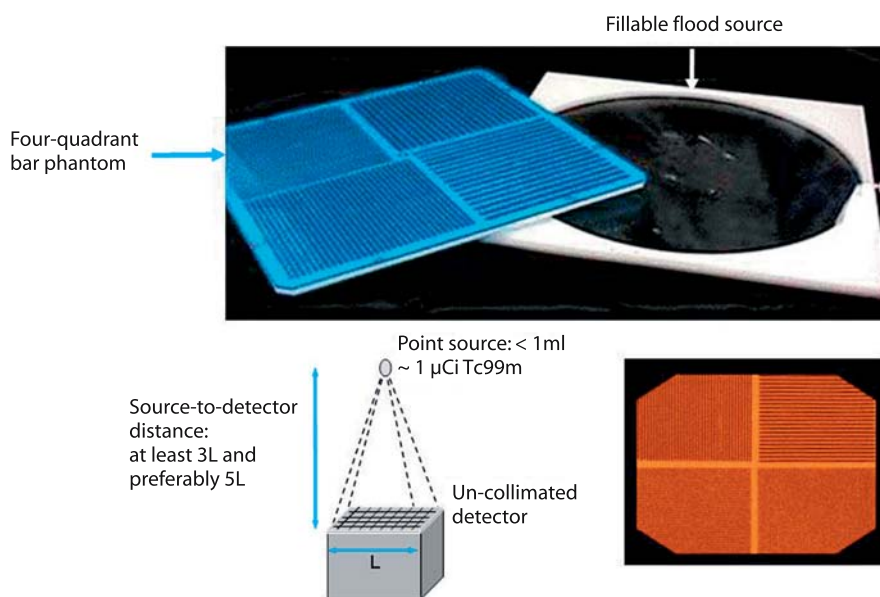 Fillable flood source
Four-quadrant
bar phantom
Point source: < 1ml
~ 1 µCi Tc99m
Source-to-detector
distance:
at least 3L and
preferably 5L
Un-collimated
detector
L